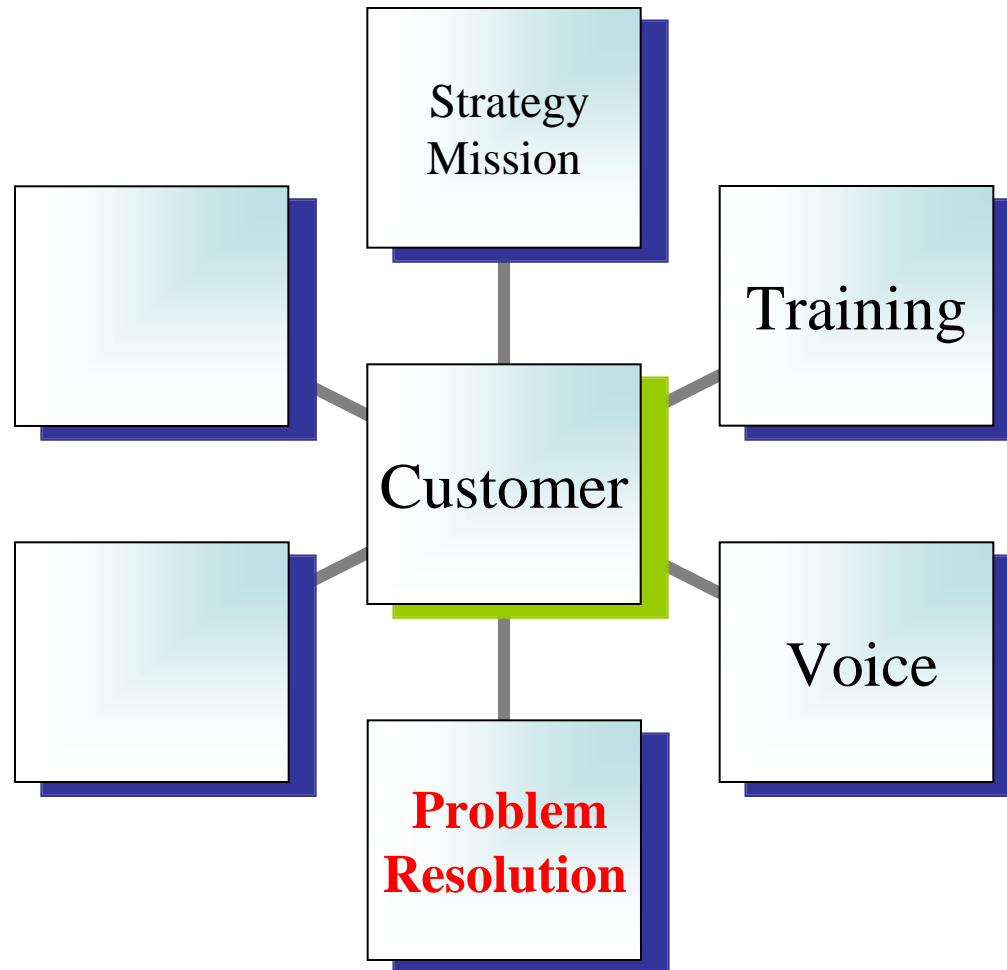 Strategy
Mission
Training
Customer
Voice
Problem
Resolution